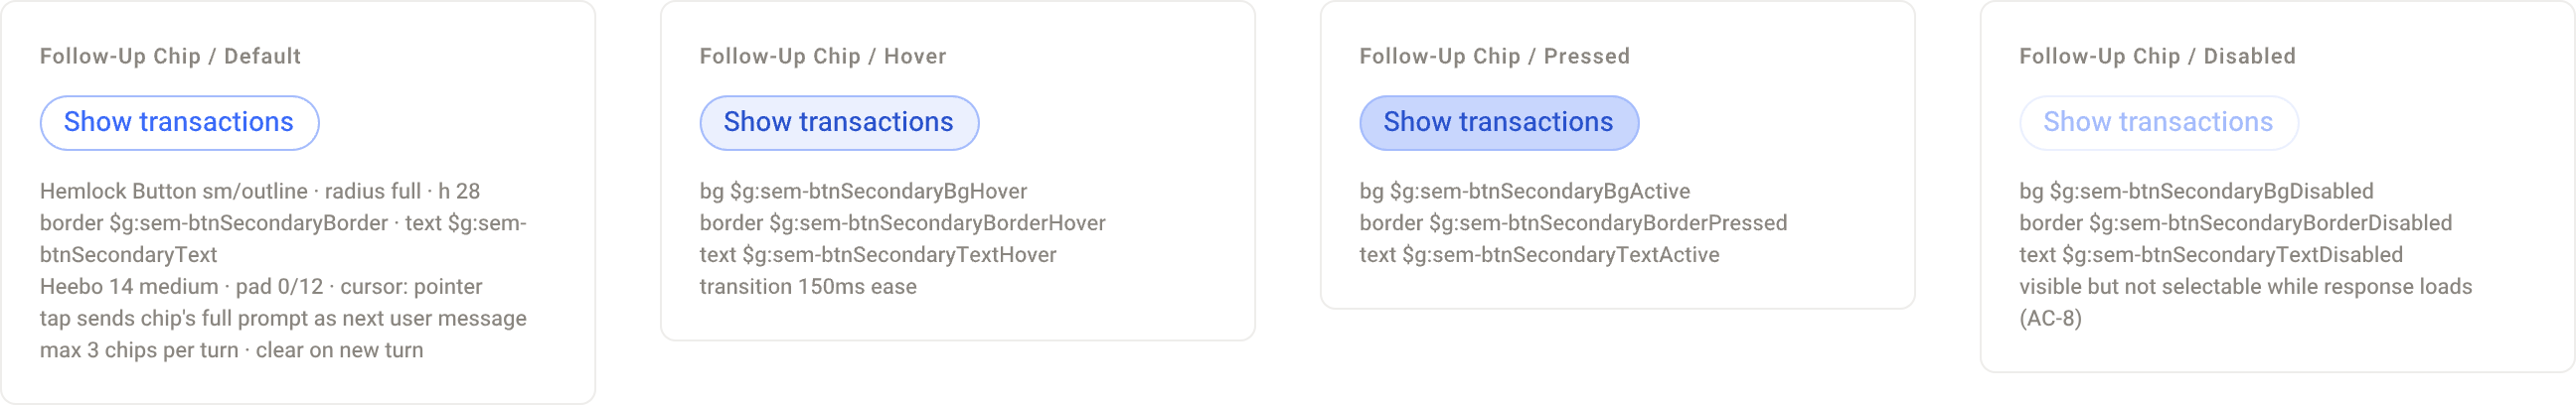 Follow-Up Chip / Default
Show transactions
Hemlock Button sm/outline · radius full · h 28
border $g:sem-btnSecondaryBorder · text $g:sem-
btnSecondaryText
Heebo 14 medium · pad 0/12 · cursor: pointer
tap sends chip's full prompt as next user message
max 3 chips per turn · clear on new turn
Follow-Up Chip / Hover
Show transactions
bg $g:sem-btnSecondaryBgHover
border $g:sem-btnSecondaryBorderHover
text $g:sem-btnSecondaryTextHover
transition 150ms ease
Follow-Up Chip / Pressed
Show transactions
bg $g:sem-btnSecondaryBgActive
border $g:sem-btnSecondaryBorderPressed
text $g:sem-btnSecondaryTextActive
Follow-Up Chip / Disabled
Show transactions
bg $g:sem-btnSecondaryBgDisabled
border $g:sem-btnSecondaryBorderDisabled
text $g:sem-btnSecondaryTextDisabled
visible but not selectable while response loads
(AC-8)